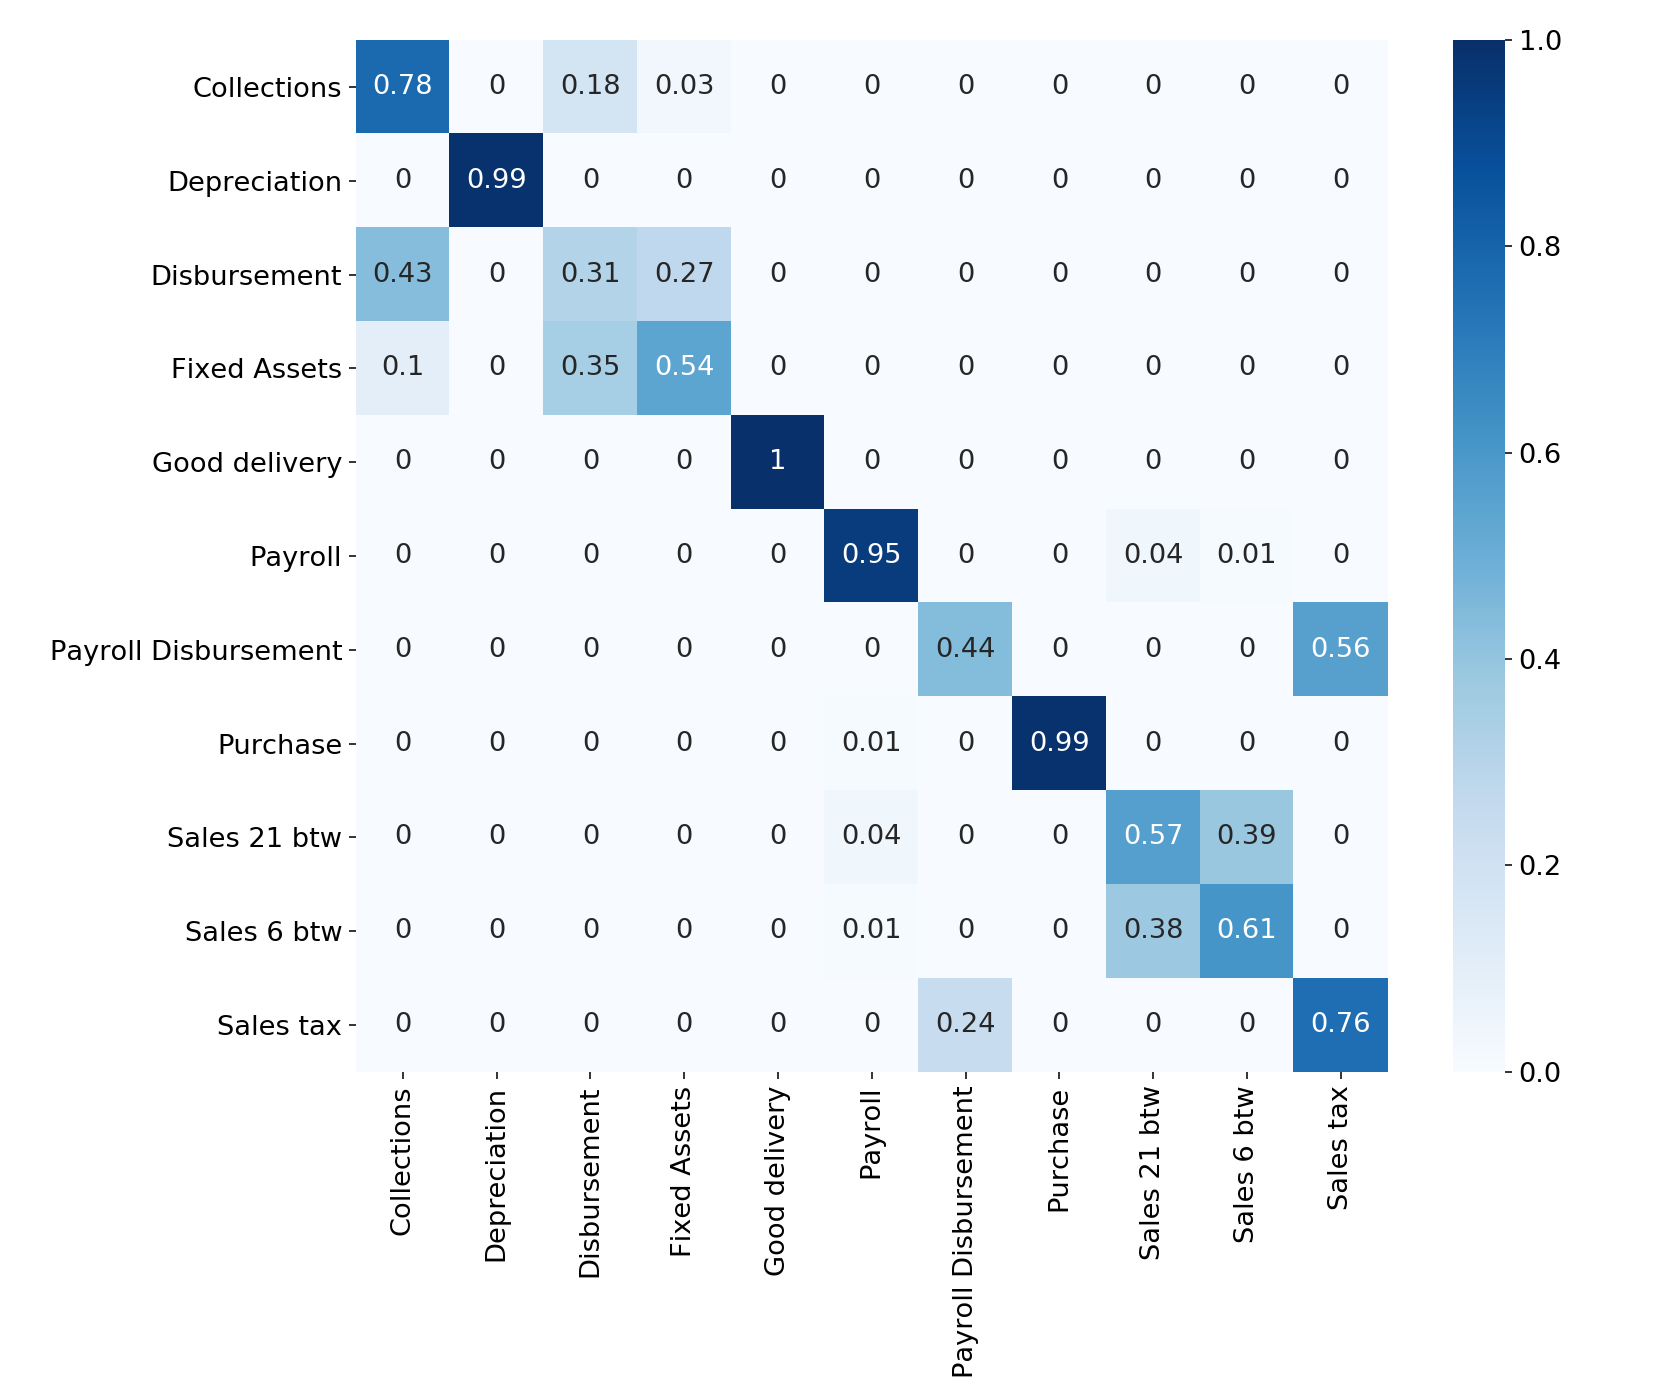 Collections 0.78 0 0.18 0.03 0 0 0 0 0 0 0
Depreciation 0 0.99 0 0 0 0 0 0 0 0 0
Disbursement 0.43 0 0.31 0.27 0 0 0 0 0 0 0
Fixed Assets 0.1 0 0.35 0.54 0 0 0 0 0 0 0
Good delivery 0 0 0 0 1 0 0 0 0 0 0
Payroll 0 0 0 0 0 0.95 0 0 0.04 0.01 0
Payroll Disbursement 0 0 0 0 0 0 0.44 0 0 0 0.56
Purchase 0 0 0 0 0 0.01 0 0.99 0 0 0
Sales 21 btw 0 0 0 0 0 0.04 0 0 0.57 0.39 0
Sales 6 btw 0 0 0 0 0 0.01 0 0 0.38 0.61 0
Sales tax 0 0 0 0 0 0 0.24 0 0 0 0.76
Collections
Depreciation
Disbursement
Fixed Assets
Good delivery
Payroll
Payroll Disbursement
Purchase
Sales 21 btw
Sales 6 btw
Sales tax
1.0
0.8
0.6
0.4
0.2
0.0